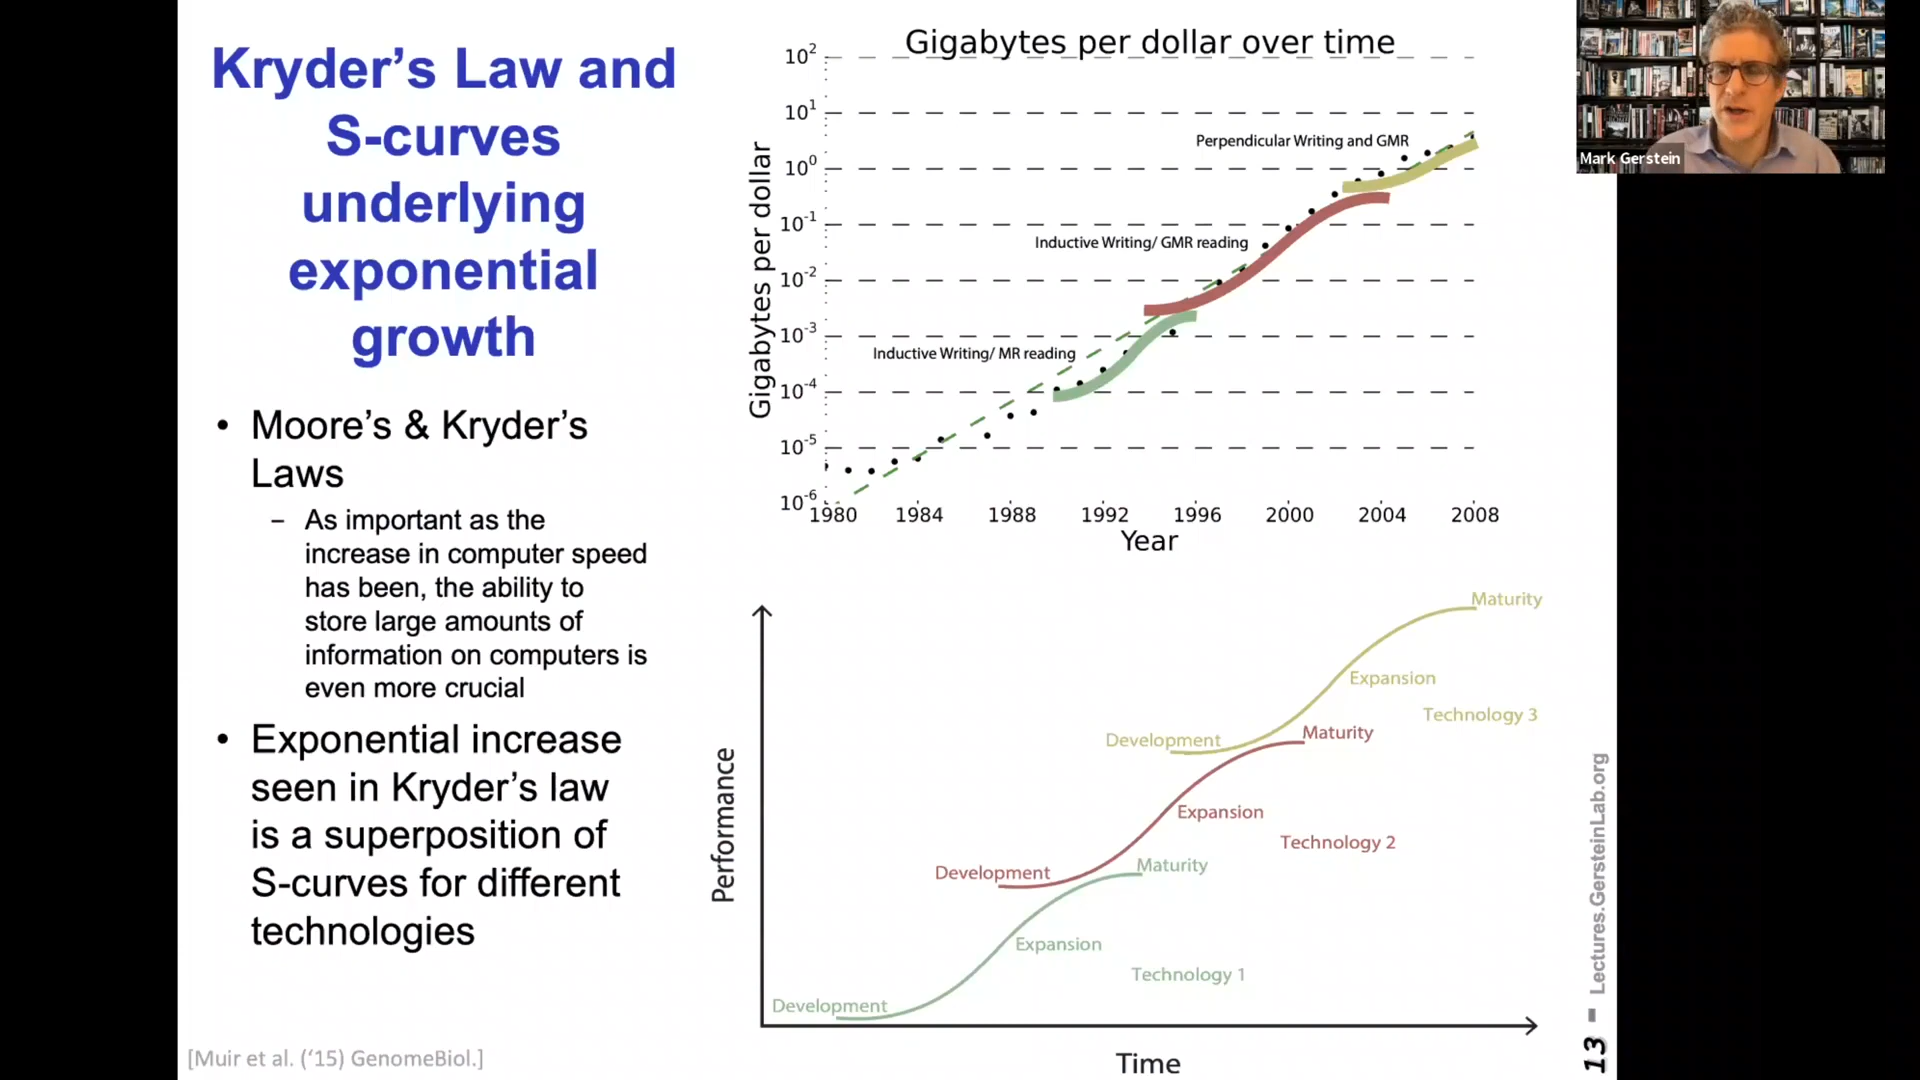 Kryder’s Law and
S-curves
underlying
exponential
growth
• Moore’s & Kryder’s
Laws
– As important as the
increase in computer speed
has been, the ability to
store large amounts of
information on computers is
even more crucial
• Exponential increase
seen in Kryder’s law
is a superposition of
S-curves for different
technologies
[Muir et al. (‘15) GenomeBiol.]
Gigabytes per dollar over time
Gigabytes per dollar
10²
10¹
10⁰
10⁻¹
10⁻²
10⁻³
10⁻⁴
10⁻⁵
10⁻⁶
Perpendicular Writing and GMR
Inductive Writing/ GMR reading
Inductive Writing/ MR reading
1980 1984 1988 1992 1996 2000 2004 2008
Year
Performance
Maturity
Expansion
Technology 3
Development
Maturity
Expansion
Technology 2
Development
Maturity
Expansion
Technology 1
Development
Time
Mark Gerstein
13 – Lectures.GersteinLab.org